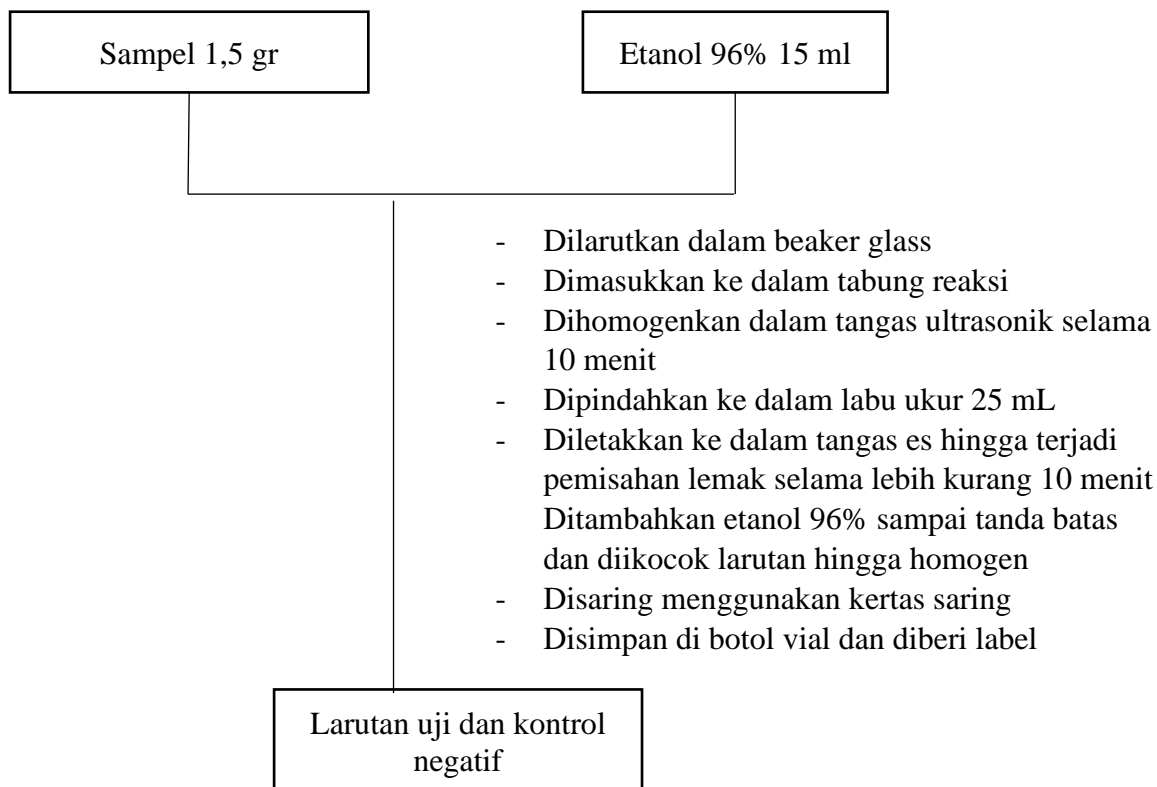 Sampel 1,5 gr
Etanol 96% 15 ml
- Dilarutkan dalam beaker glass
- Dimasukkan ke dalam tabung reaksi
- Dihomogenkan dalam tangas ultrasonik selama
10 menit
- Dipindahkan ke dalam labu ukur 25 mL
- Diletakkan ke dalam tangas es hingga terjadi
pemisahan lemak selama lebih kurang 10 menit
Ditambahkan etanol 96% sampai tanda batas
dan diikocok larutan hingga homogen
- Disaring menggunakan kertas saring
- Disimpan di botol vial dan diberi label
Larutan uji dan kontrol
negatif